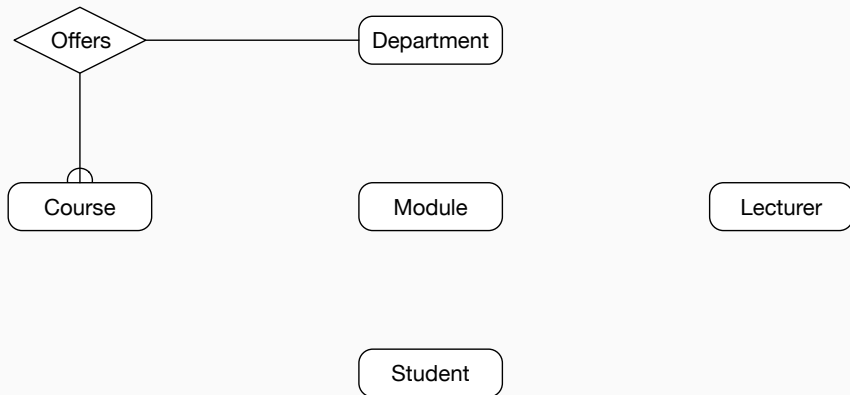 Offers
Department
Course
Module
Lecturer
Student